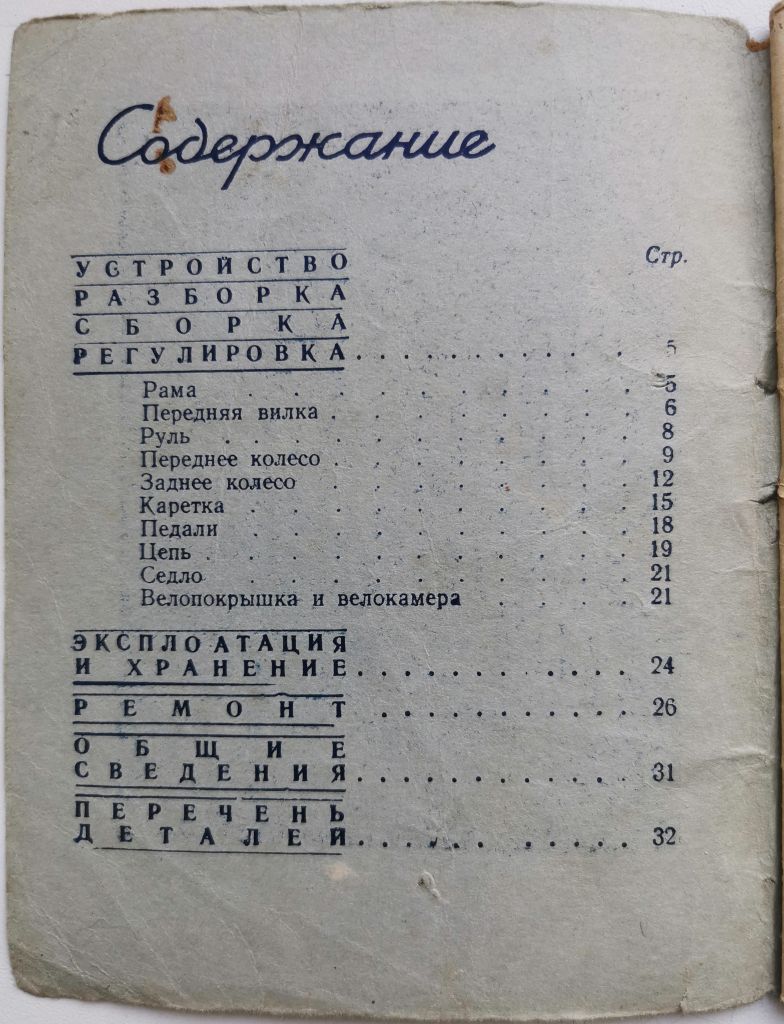 Содержание
Стр.
УСТРОЙСТВО
РАЗБОРКА
СБОРКА
РЕГУЛИРОВКА . . . . . . . . . . 5
Рама . . . . . . . . . . 5
Передняя вилка . . . . . . . . 6
Руль . . . . . . . . . . 8
Переднее колесо . . . . . . . . 9
Заднее колесо . . . . . . . . 12
Каретка . . . . . . . . . . 15
Педали . . . . . . . . . . 18
Цепь . . . . . . . . . . 19
Седло . . . . . . . . . . 21
Велопокрышка и велокамера . . . . 21
ЭКСПЛОАТАЦИЯ
И ХРАНЕНИЕ . . . . . . . . . . 24
РЕМОНТ . . . . . . . . . . 26
ОБЩИЕ
СВЕДЕНИЯ . . . . . . . . . . 31
ПЕРЕЧЕНЬ
ДЕТАЛЕЙ . . . . . . . . . . 32